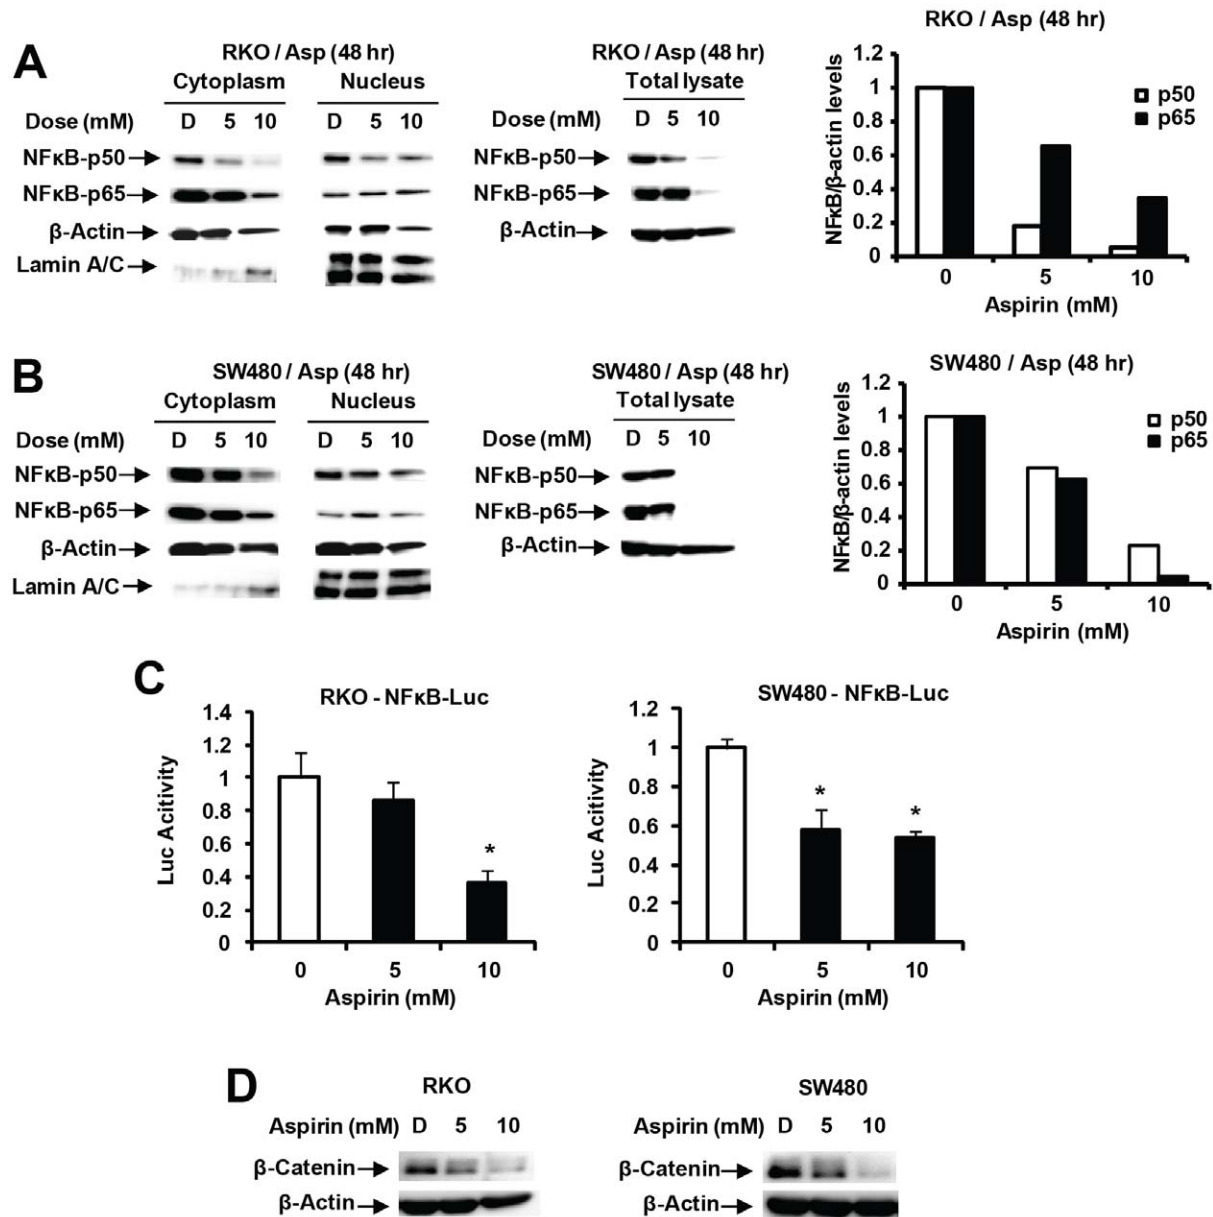 A
RKO / Asp (48 hr)
Cytoplasm Nucleus
Dose (mM) D 5 10 D 5 10
NFκB-p50
NFκB-p65
β-Actin
Lamin A/C
RKO / Asp (48 hr)
Total lysate
Dose (mM) D 5 10
NFκB-p50
NFκB-p65
β-Actin
RKO / Asp (48 hr)
NFκB/β-actin levels
1.2
1
0.8
0.6
0.4
0.2
0
p50
p65
0 5 10
Aspirin (mM)
B
SW480 / Asp (48 hr)
Cytoplasm Nucleus
Dose (mM) D 5 10 D 5 10
NFκB-p50
NFκB-p65
β-Actin
Lamin A/C
SW480 / Asp (48 hr)
Total lysate
Dose (mM) D 5 10
NFκB-p50
NFκB-p65
β-Actin
SW480 / Asp (48 hr)
NFκB/β-actin levels
1.2
1
0.8
0.6
0.4
0.2
0
p50
p65
0 5 10
Aspirin (mM)
C
RKO - NFκB-Luc
Luc Acitivity
1.4
1.2
1
0.8
0.6
0.4
0.2
0
*
0 5 10
Aspirin (mM)
SW480 - NFκB-Luc
Luc Acitivity
1.2
1
0.8
0.6
0.4
0.2
0
* *
0 5 10
Aspirin (mM)
D
RKO
Aspirin (mM) D 5 10
β-Catenin
β-Actin
SW480
Aspirin (mM) D 5 10
β-Catenin
β-Actin